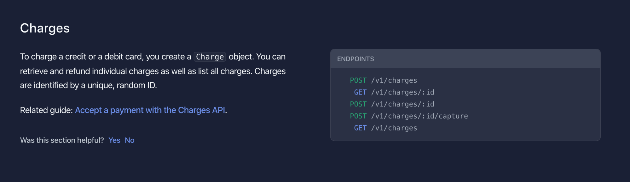 Charges
To charge a credit or a debit card, you create a Charge object. You can
retrieve and refund individual charges as well as list all charges. Charges
are identified by a unique, random ID.
Related guide: Accept a payment with the Charges API.
Was this section helpful? Yes No
ENDPOINTS
POST /v1/charges
GET /v1/charges/:id
POST /v1/charges/:id
POST /v1/charges/:id/capture
GET /v1/charges